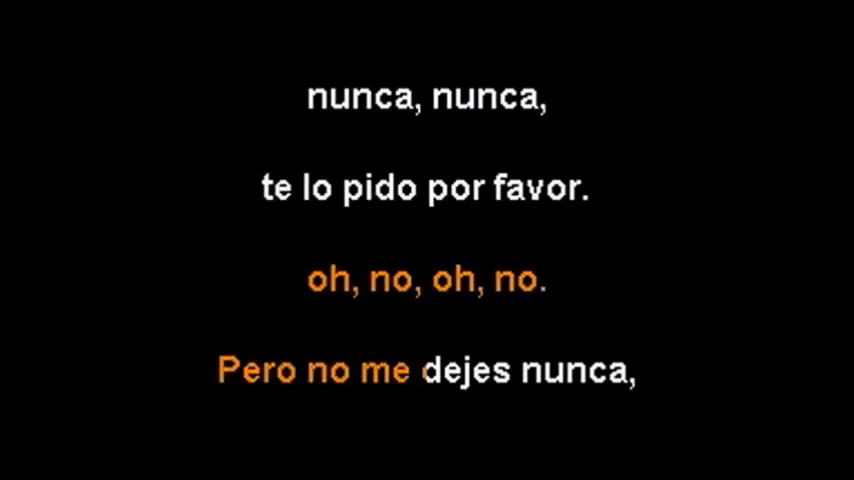 nunca, nunca,
te lo pido por favor.
oh, no, oh, no.
Pero no me dejes nunca,